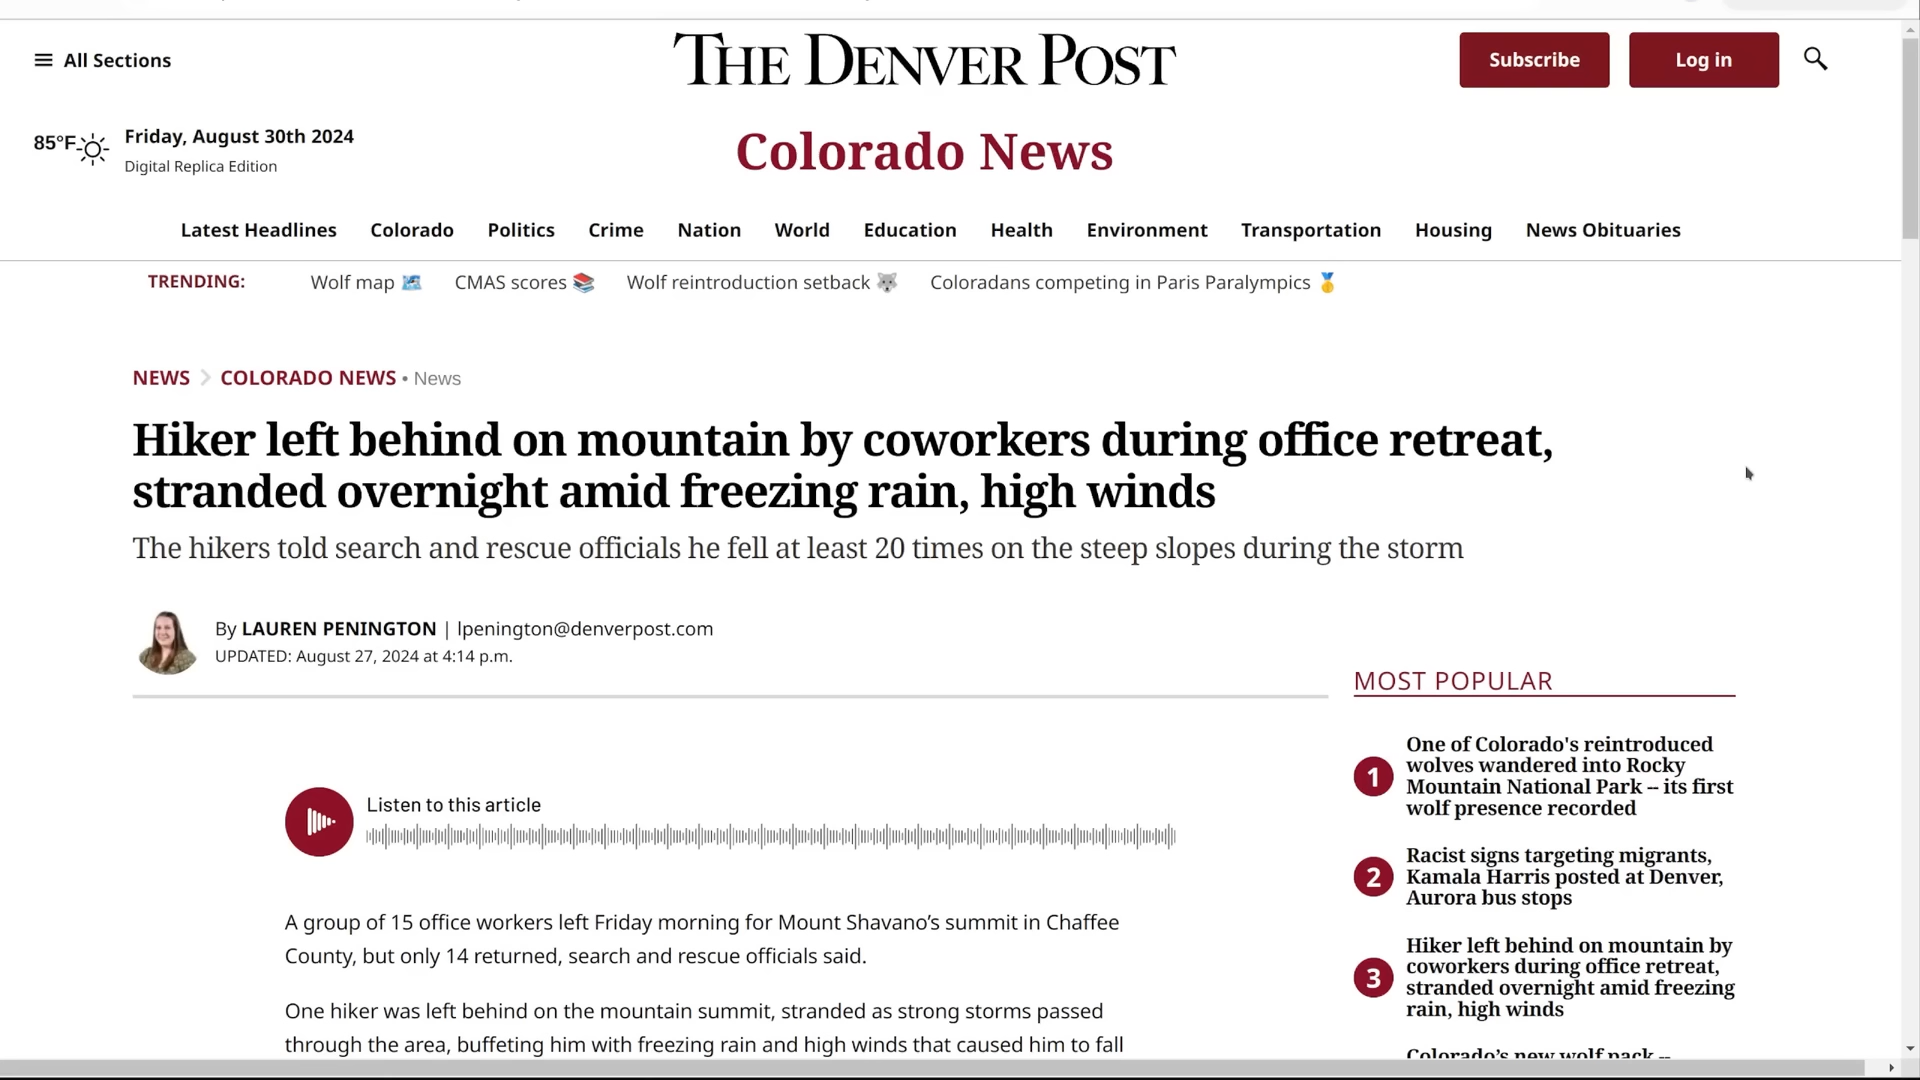 All Sections
THE DENVER POST
Subscribe
Log in
85°F
Friday, August 30th 2024
Digital Replica Edition
Colorado News
Latest Headlines Colorado Politics Crime Nation World Education Health Environment Transportation Housing News Obituaries
TRENDING: Wolf map CMAS scores Wolf reintroduction setback Coloradans competing in Paris Paralympics
NEWS COLORADO NEWS • News
Hiker left behind on mountain by coworkers during office retreat,
stranded overnight amid freezing rain, high winds
The hikers told search and rescue officials he fell at least 20 times on the steep slopes during the storm
By LAUREN PENINGTON | lpenington@denverpost.com
UPDATED: August 27, 2024 at 4:14 p.m.
Listen to this article
A group of 15 office workers left Friday morning for Mount Shavano’s summit in Chaffee
County, but only 14 returned, search and rescue officials said.
One hiker was left behind on the mountain summit, stranded as strong storms passed
through the area, buffeting him with freezing rain and high winds that caused him to fall
MOST POPULAR
1
One of Colorado's reintroduced
wolves wandered into Rocky
Mountain National Park -- its first
wolf presence recorded
2
Racist signs targeting migrants,
Kamala Harris posted at Denver,
Aurora bus stops
3
Hiker left behind on mountain by
coworkers during office retreat,
stranded overnight amid freezing
rain, high winds
Colorado’s new wolf pack --